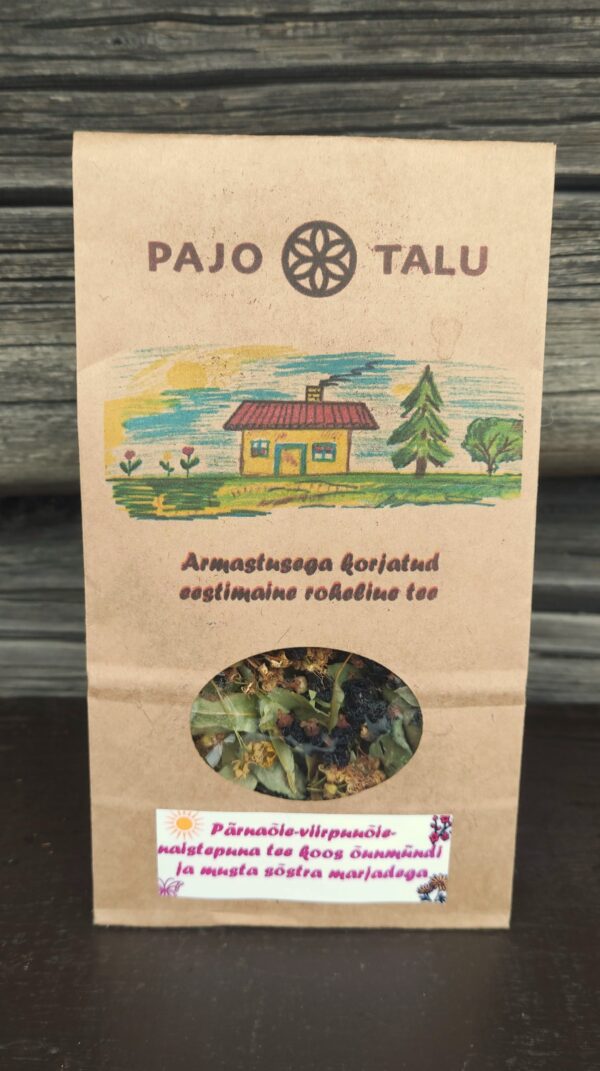 PAJO TALU
Armastusega korjatud
eestimaine roheline tee
Pärnaõie-viirpuuõie-
naistepuna tee koos õunmündi
ja musta sõstra marjadega